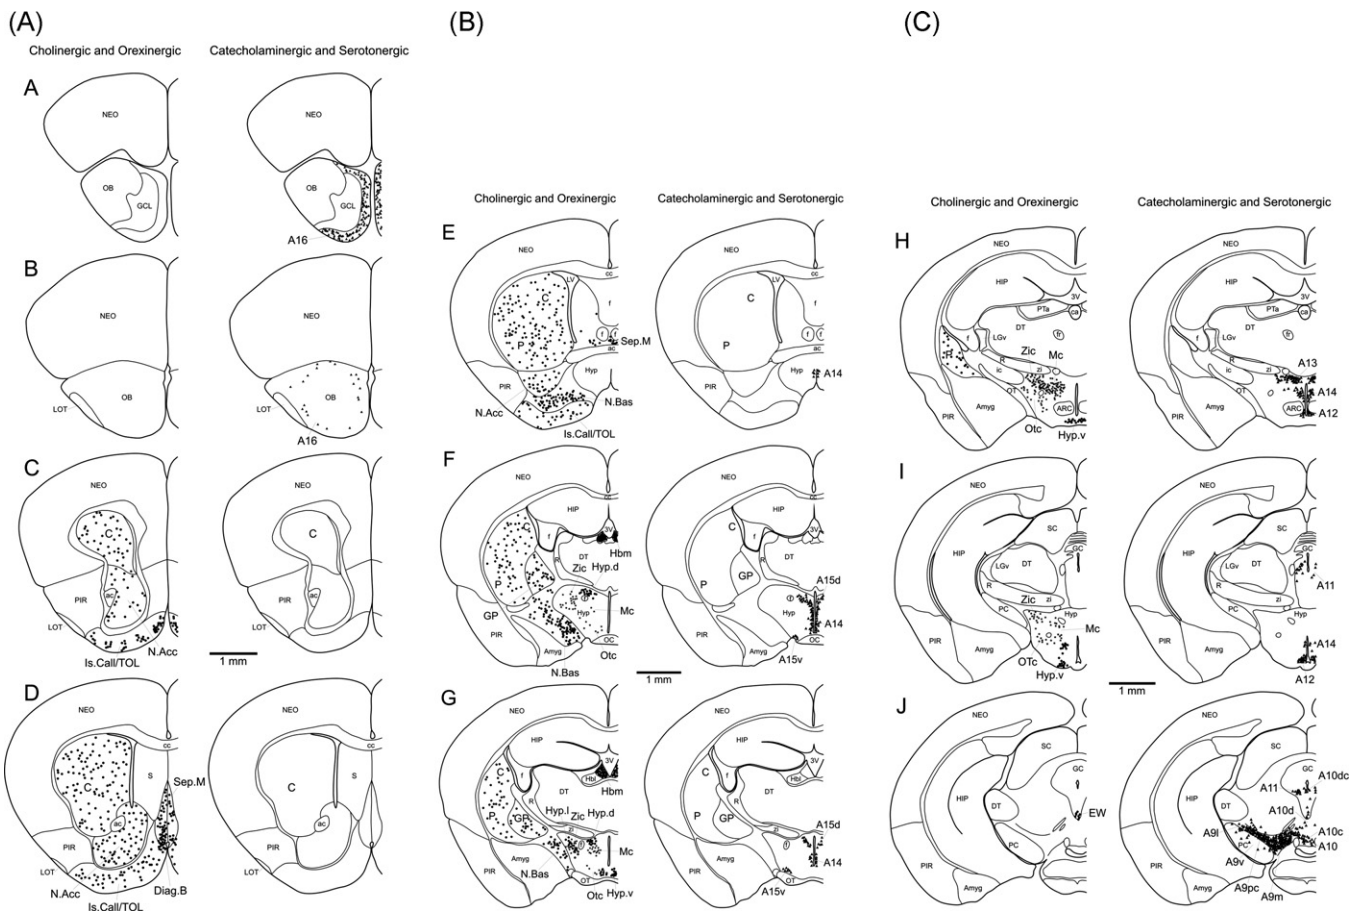 (A)
(B)
(C)
Cholinergic and Orexinergic
Catecholaminergic and Serotonergic
A
NEO
OB
GCL
NEO
OB
GCL
A16
B
NEO
OB
LOT
NEO
OB
LOT
A16
C
NEO
C
PIR
ac
LOT
N.Acc
Is.Call/TOL
NEO
C
PIR
ac
LOT
1 mm
D
NEO
cc
S
Sep.M
C
ac
PIR
LOT
N.Acc
Is.Call/TOL
Diag.B
NEO
cc
S
C
ac
PIR
LOT
Cholinergic and Orexinergic
Catecholaminergic and Serotonergic
E
NEO
cc
LV
C
f
f
f
Sep.M
P
ac
Hyp
PIR
N.Acc
N.Bas
Is.Call/TOL
NEO
cc
LV
C
f
f
f
P
ac
Hyp
A14
PIR
F
NEO
cc
HIP
C
f
3V
Hbm
R
DT
Zic
Hyp.d
P
f
GP
Hyp
Mc
PIR
Amyg
Otc
N.Bas
NEO
cc
HIP
C
f
3V
R
DT
GP
P
A15d
f
Hyp
A14
PIR
OC
Amyg
A15v
1 mm
G
NEO
HIP
3V
C
f
Hbl
Hbm
DT
R
Hyp.l
Zic
Hyp.d
P
GP
f
Mc
PIR
Amyg
N.Bas
OT
Otc
Hyp.v
NEO
HIP
3V
C
f
Hbl
DT
R
P
GP
A15d
f
A14
PIR
Amyg
OT
A15v
Cholinergic and Orexinergic
Catecholaminergic and Serotonergic
H
NEO
HIP
3V
PTa
ca
DT
fr
f
LGv
P
Zic
Mc
R
ic
zi
OT
PIR
Amyg
ARC
Otc
Hyp.v
NEO
HIP
3V
PTa
ca
DT
fr
f
LGv
R
A13
ic
zi
OT
A14
PIR
Amyg
ARC
A12
I
NEO
SC
GC
HIP
LGv
DT
R
Zic
zi
PC
Hyp
Mc
PIR
Amyg
OTc
Hyp.v
NEO
SC
GC
HIP
LGv
DT
A11
R
zi
PC
Hyp
PIR
A14
Amyg
A12
1 mm
J
NEO
SC
GC
HIP
DT
EW
PC
PIR
Amyg
NEO
SC
GC
A10dc
A11
HIP
DT
A10d
A9l
A10c
PC
A10
A9v
PIR
A9pc
Amyg
A9m